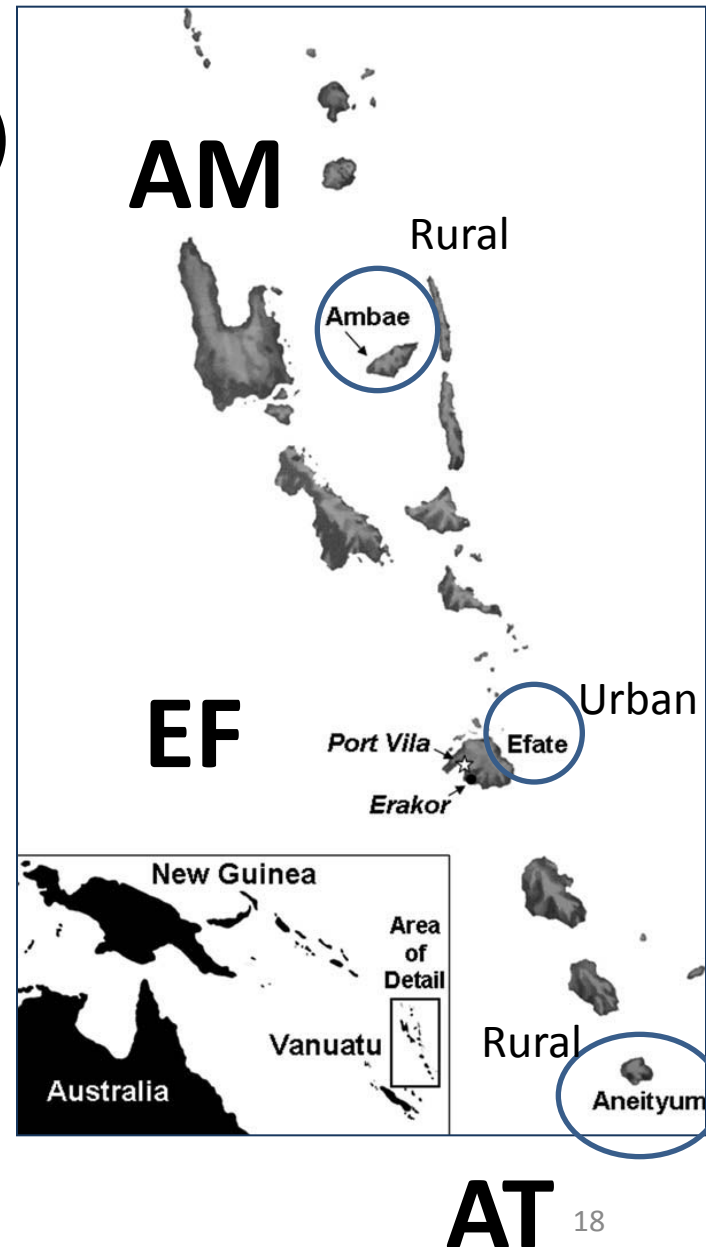 )
AM
Rural
Ambae
Urban
EF
Port Vila
Efate
Erakor
New Guinea
Area
of
Detail
Vanuatu
Australia
Rural
Aneityum
AT
18